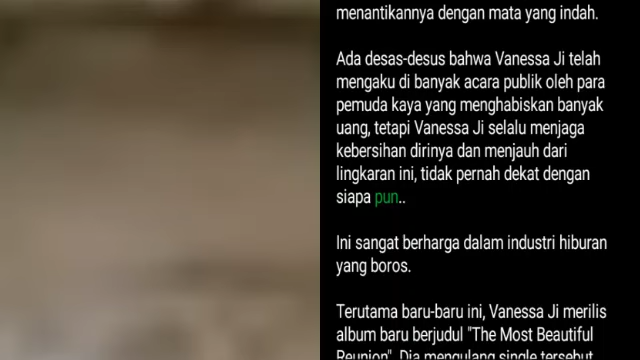 menantikannya dengan mata yang indah.
Ada desas-desus bahwa Vanessa Ji telah
mengaku di banyak acara publik oleh para
pemuda kaya yang menghabiskan banyak
uang, tetapi Vanessa Ji selalu menjaga
kebersihan dirinya dan menjauh dari
lingkaran ini, tidak pernah dekat dengan
siapa pun..
Ini sangat berharga dalam industri hiburan
yang boros.
Terutama baru-baru ini, Vanessa Ji merilis
album baru berjudul "The Most Beautiful
Reunion". Dia mengulang single tersebut